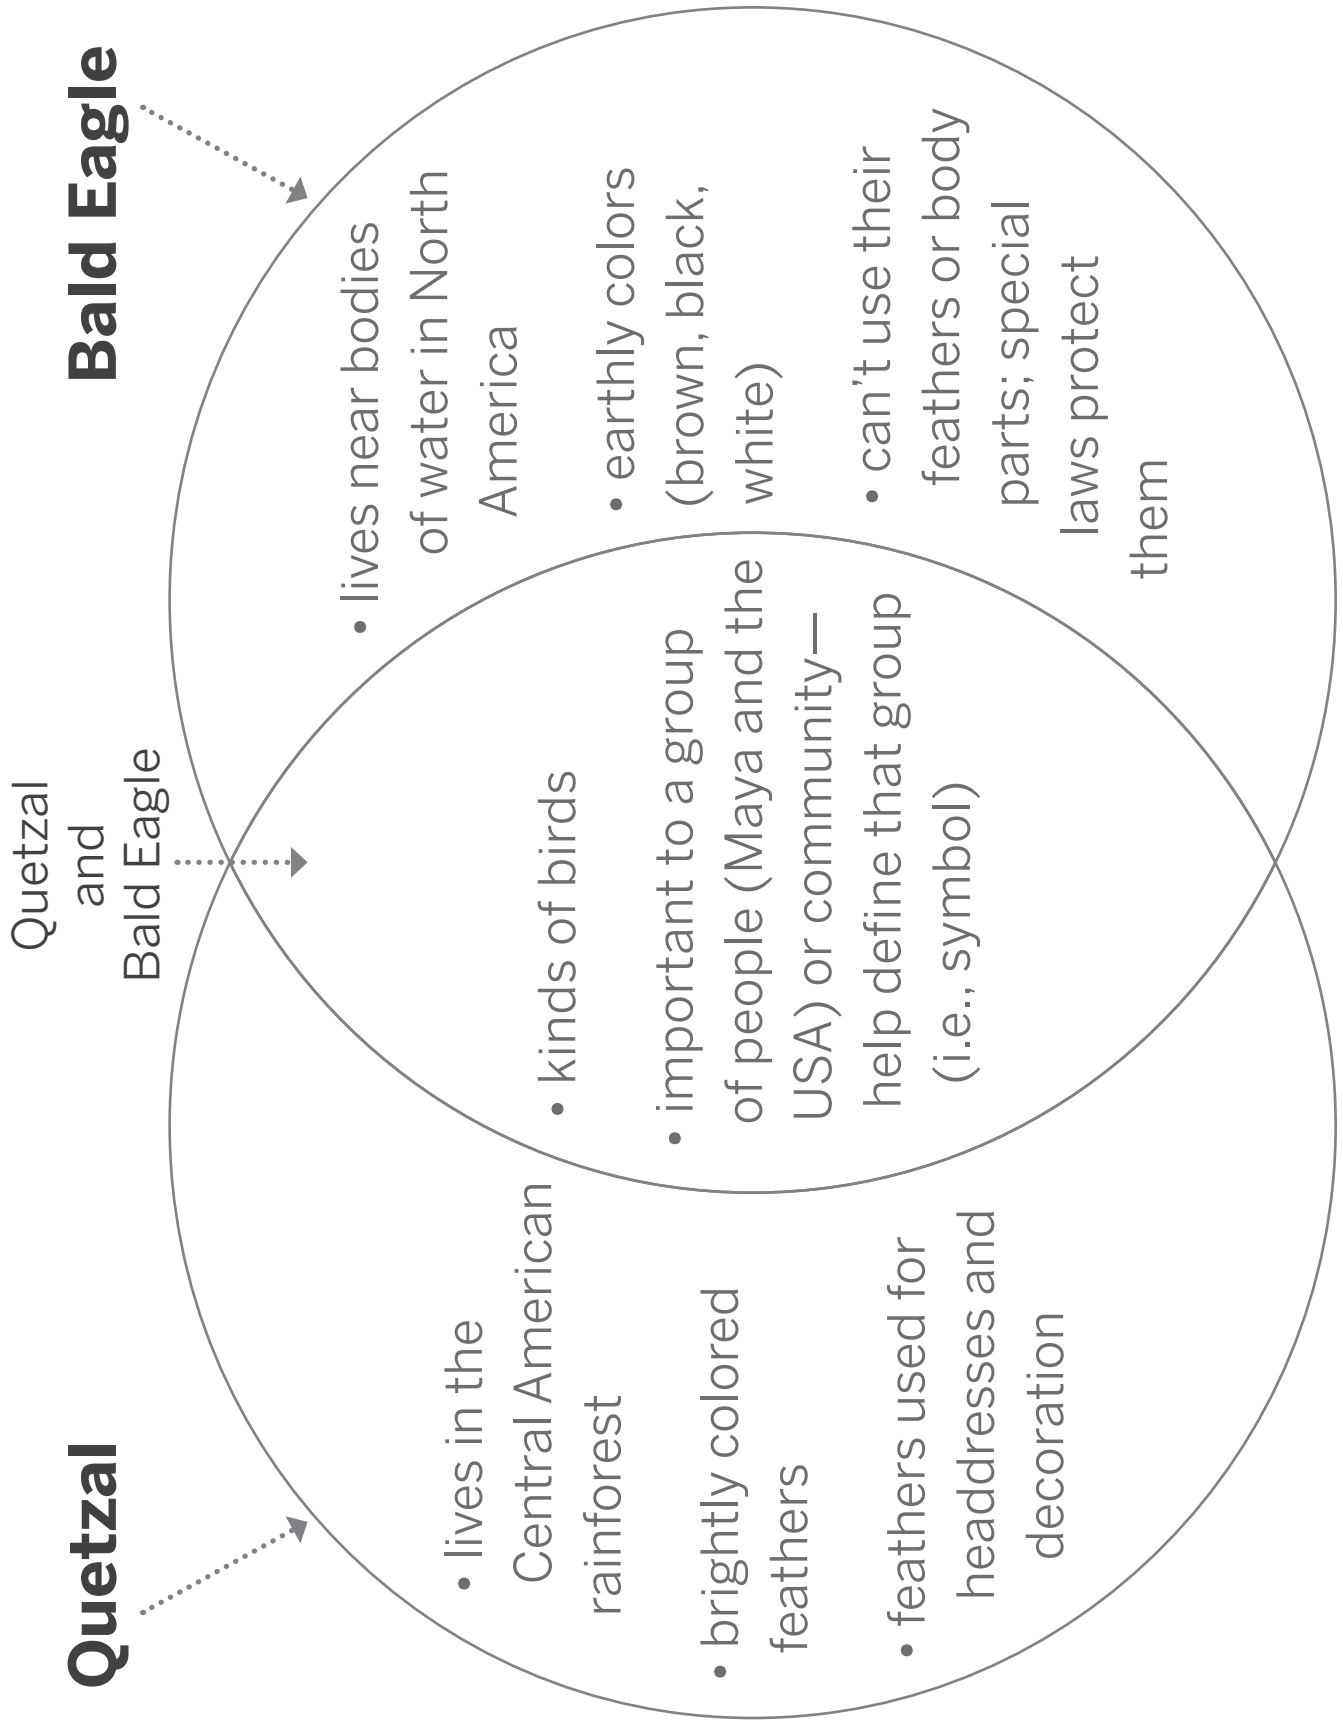 Quetzal
Quetzal
and
Bald Eagle
Bald Eagle
• lives in the
Central American
rainforest
• brightly colored
feathers
• feathers used for
headdresses and
decoration
• kinds of birds
• important to a group
of people (Maya and the
USA) or community—
help define that group
(i.e., symbol)
• lives near bodies
of water in North
America
• earthly colors
(brown, black,
white)
• can’t use their
feathers or body
parts; special
laws protect
them